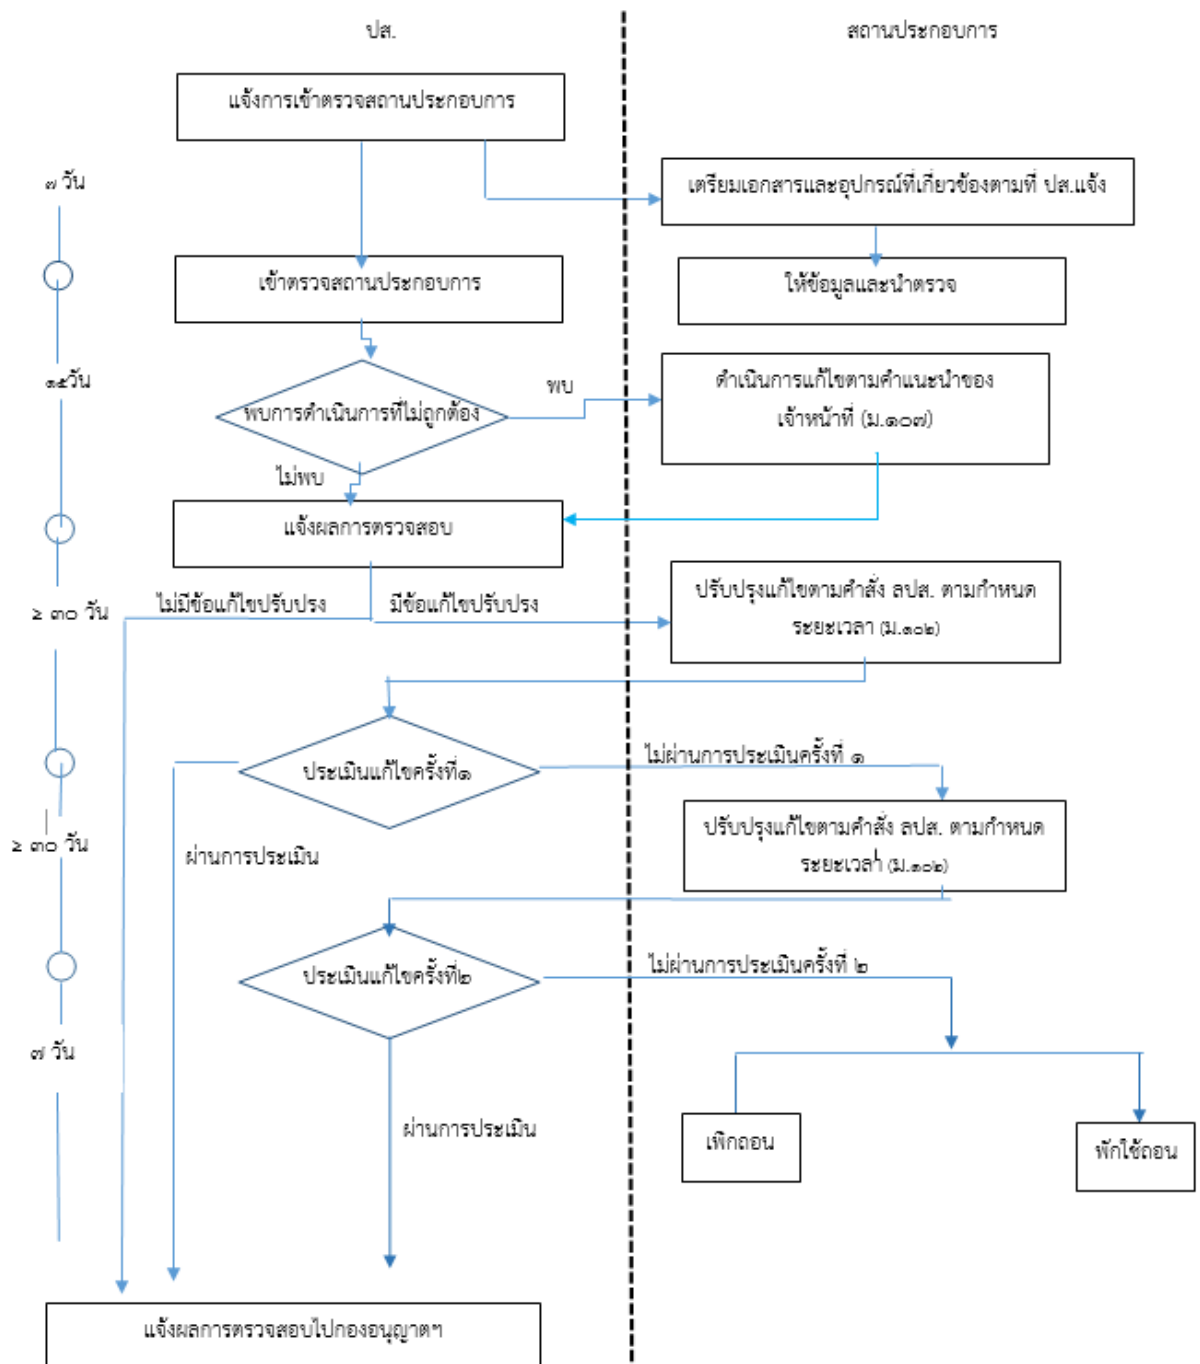 ปส.
สถานประกอบการ
แจ้งการเข้าตรวจสถานประกอบการ
๗ วัน
เตรียมเอกสารและอุปกรณ์ที่เกี่ยวข้องตามที่ ปส.แจ้ง
เข้าตรวจสถานประกอบการ
ให้ข้อมูลและนำตรวจ
๑๕วัน
พบการดำเนินการที่ไม่ถูกต้อง
พบ
ดำเนินการแก้ไขตามคำแนะนำของ
เจ้าหน้าที่ (ม.๑๐๗)
ไม่พบ
แจ้งผลการตรวจสอบ
≥ ๓๐ วัน
ไม่มีข้อแก้ไขปรับปรง
มีข้อแก้ไขปรับปรง
ปรับปรุงแก้ไขตามคำสั่ง ลปส. ตามกำหนด
ระยะเวลา (ม.๑๐๒)
ประเมินแก้ไขครั้งที่๑
ไม่ผ่านการประเมินครั้งที่ ๑
≥ ๓๐ วัน
ผ่านการประเมิน
ปรับปรุงแก้ไขตามคำสั่ง ลปส. ตามกำหนด
ระยะเวลา (ม.๑๐๒)
ประเมินแก้ไขครั้งที่๒
ไม่ผ่านการประเมินครั้งที่ ๒
๗ วัน
ผ่านการประเมิน
เพิกถอน
พักใช้ถอน
แจ้งผลการตรวจสอบไปกองอนุญาตฯ